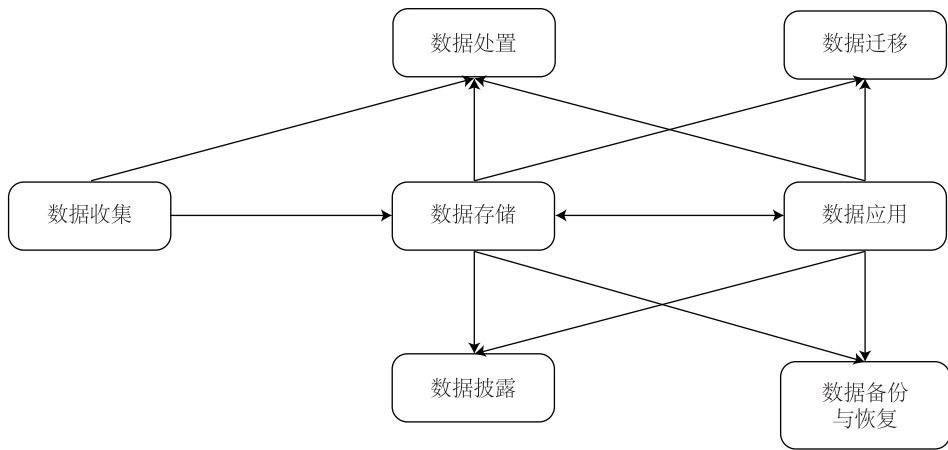 数据处置
数据迁移
数据收集
数据存储
数据应用
数据披露
数据备份
与恢复